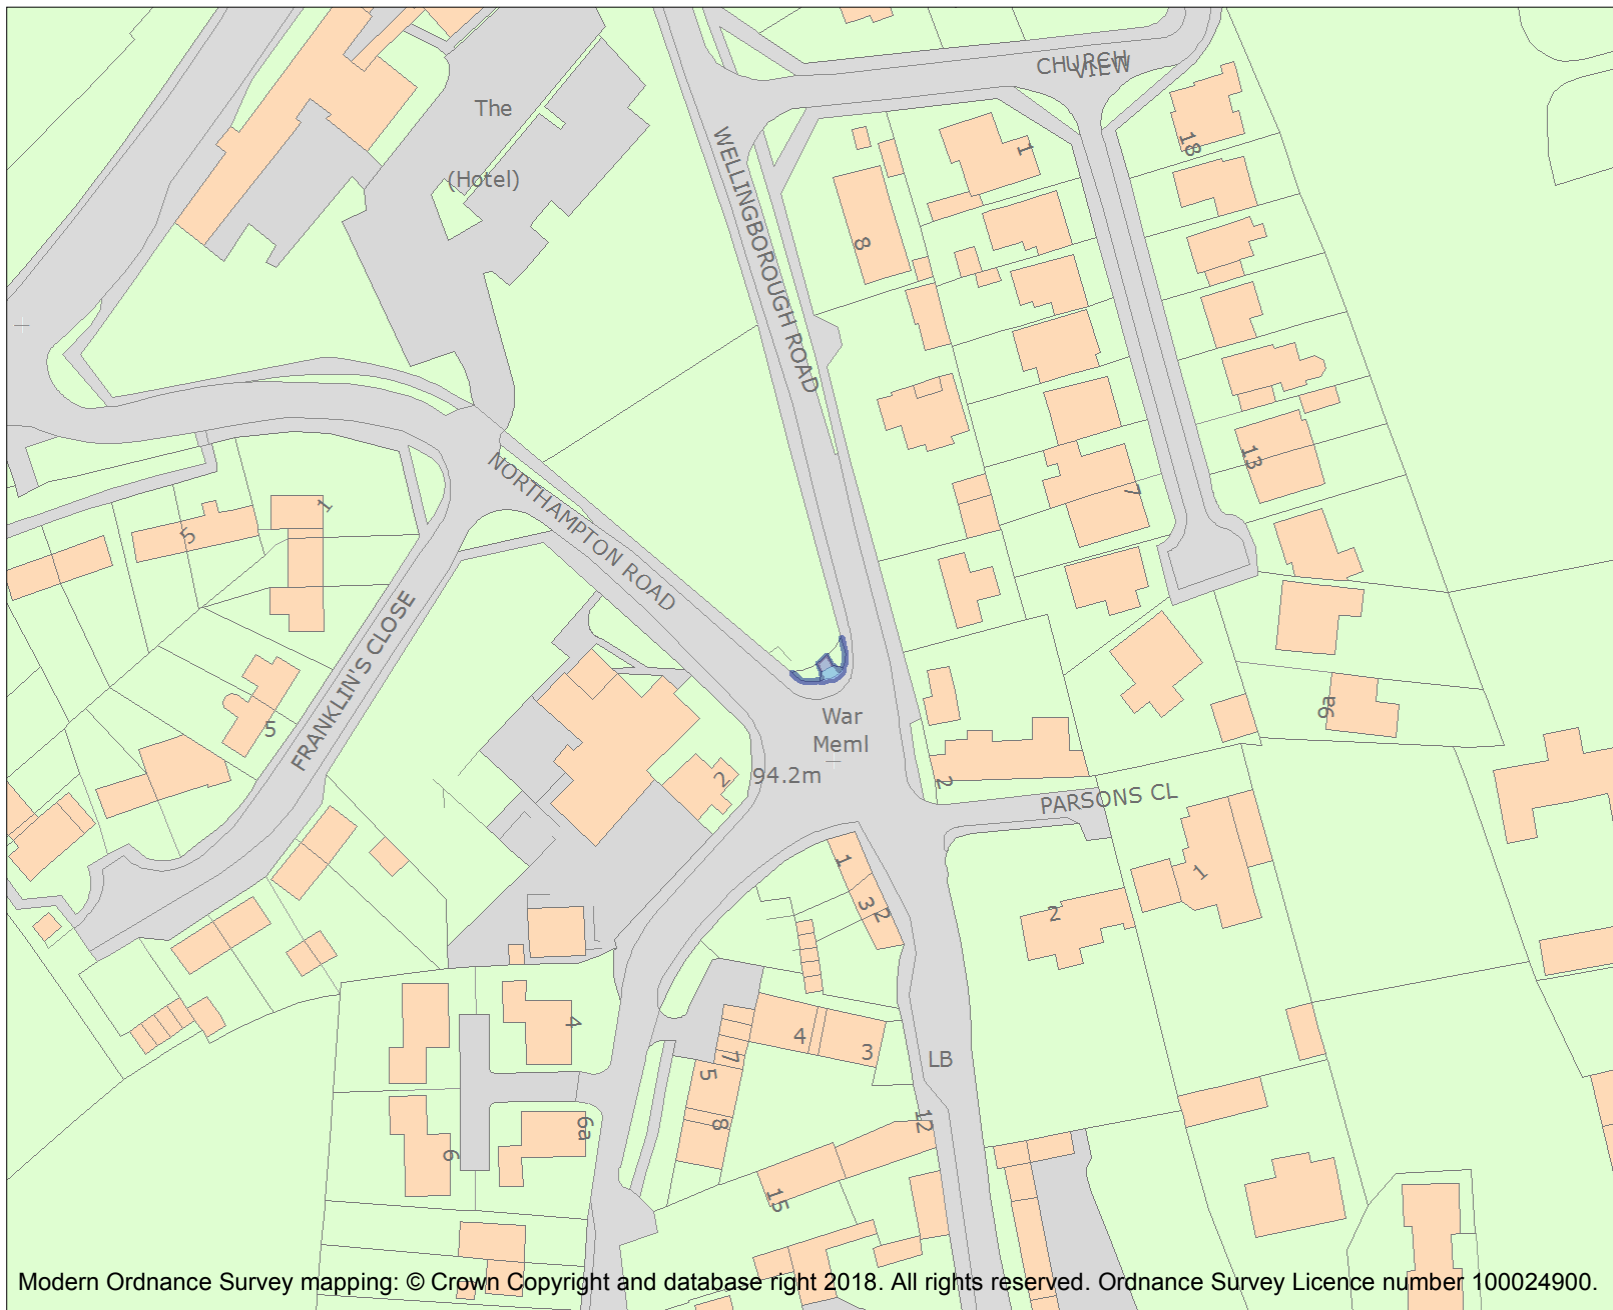 The
(Hotel)
CHURCH
VIEW
WELLINGBOROUGH ROAD
1
18
8
7
13
NORTHAMPTON ROAD
FRANKLIN'S CLOSE
5
1
5
9a
War
Meml
94.2m
2
2
PARSONS CL
1
3
2
1
2
4
4
3
7
5
8
LB
12
6a
6
15
Modern Ordnance Survey mapping: © Crown Copyright and database right 2018. All rights reserved. Ordnance Survey Licence number 100024900.